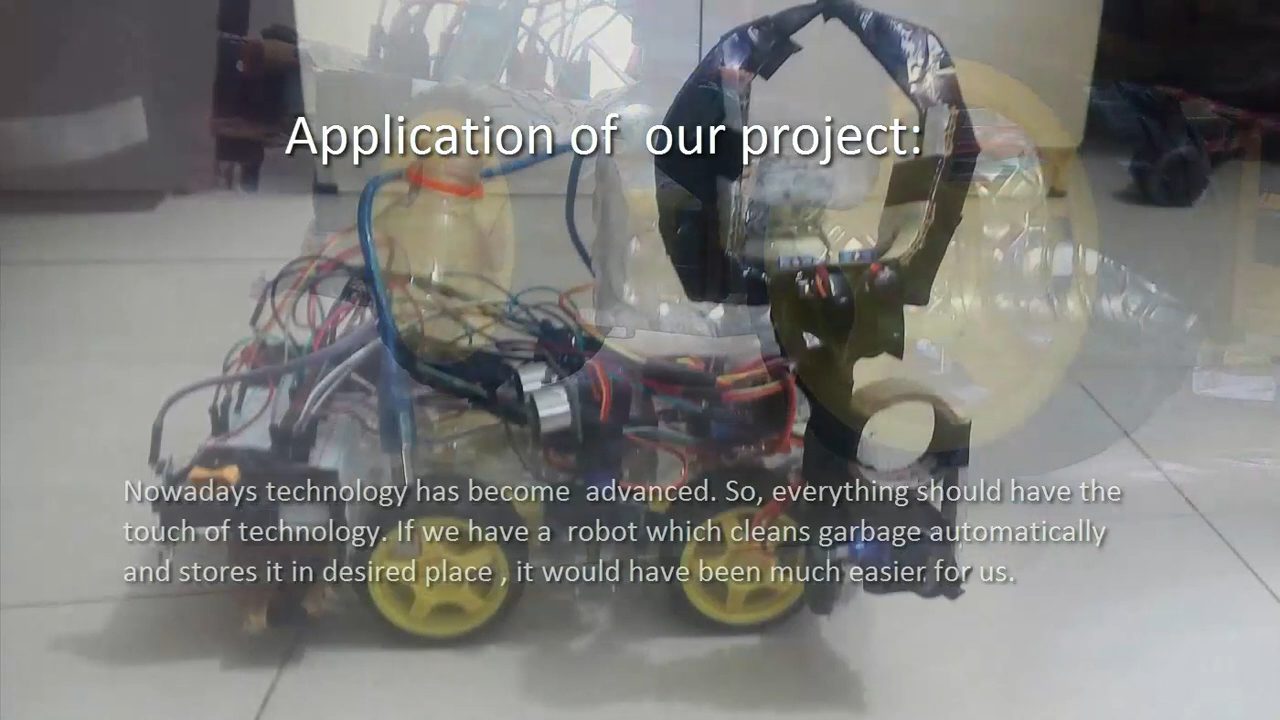 Application of our project:
Nowadays technology has become advanced. So, everything should have the
touch of technology. If we have a robot which cleans garbage automatically
and stores it in desired place , it would have been much easier for us.